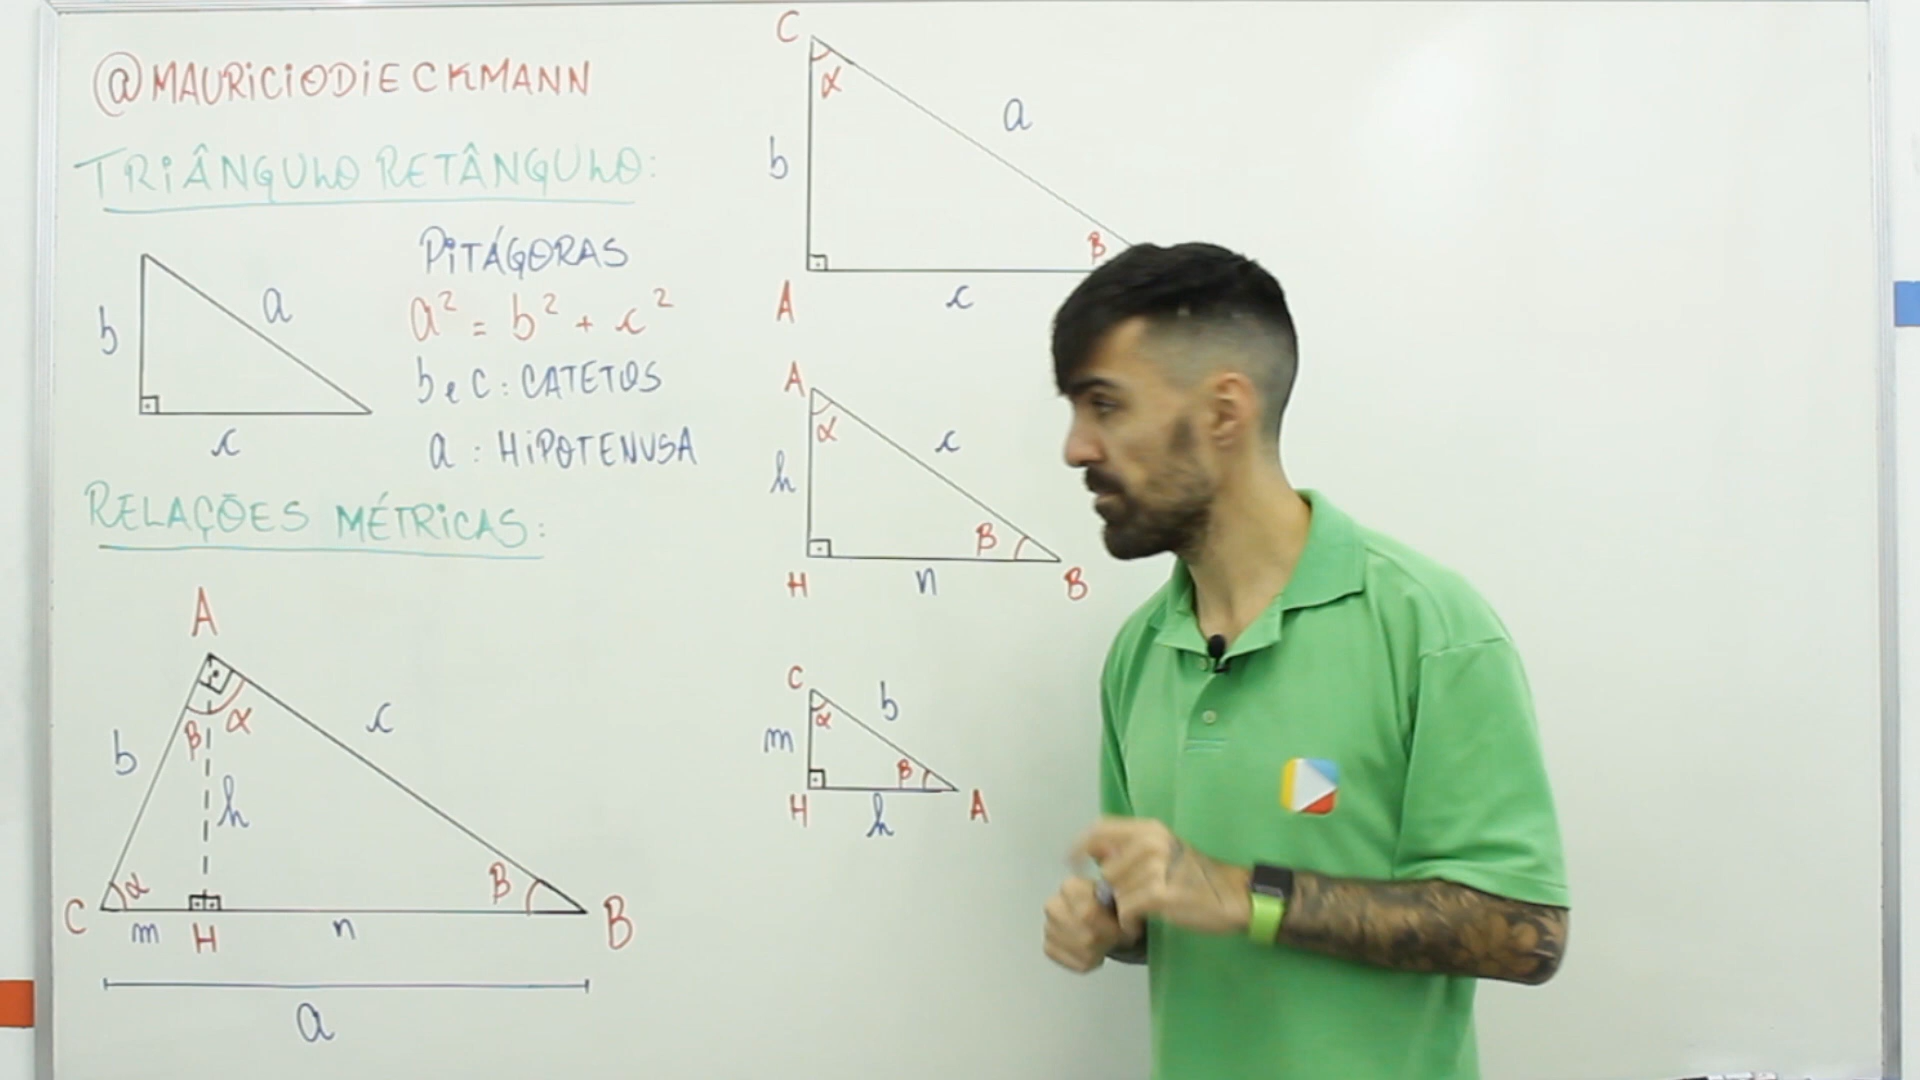 @MAURICIODIECKMANN
TRIÂNGULO RETÂNGULO:
b
a
c
PITÁGORAS
a² = b² + c²
b e c : CATETOS
a : HIPOTENUSA
RELAÇÕES MÉTRICAS:
A
b
c
β α
h
C α
β B
m H n
a
C
α
a
b
β
A
c
A
α
c
h
β
H n B
C
α
b
m
β
H h A